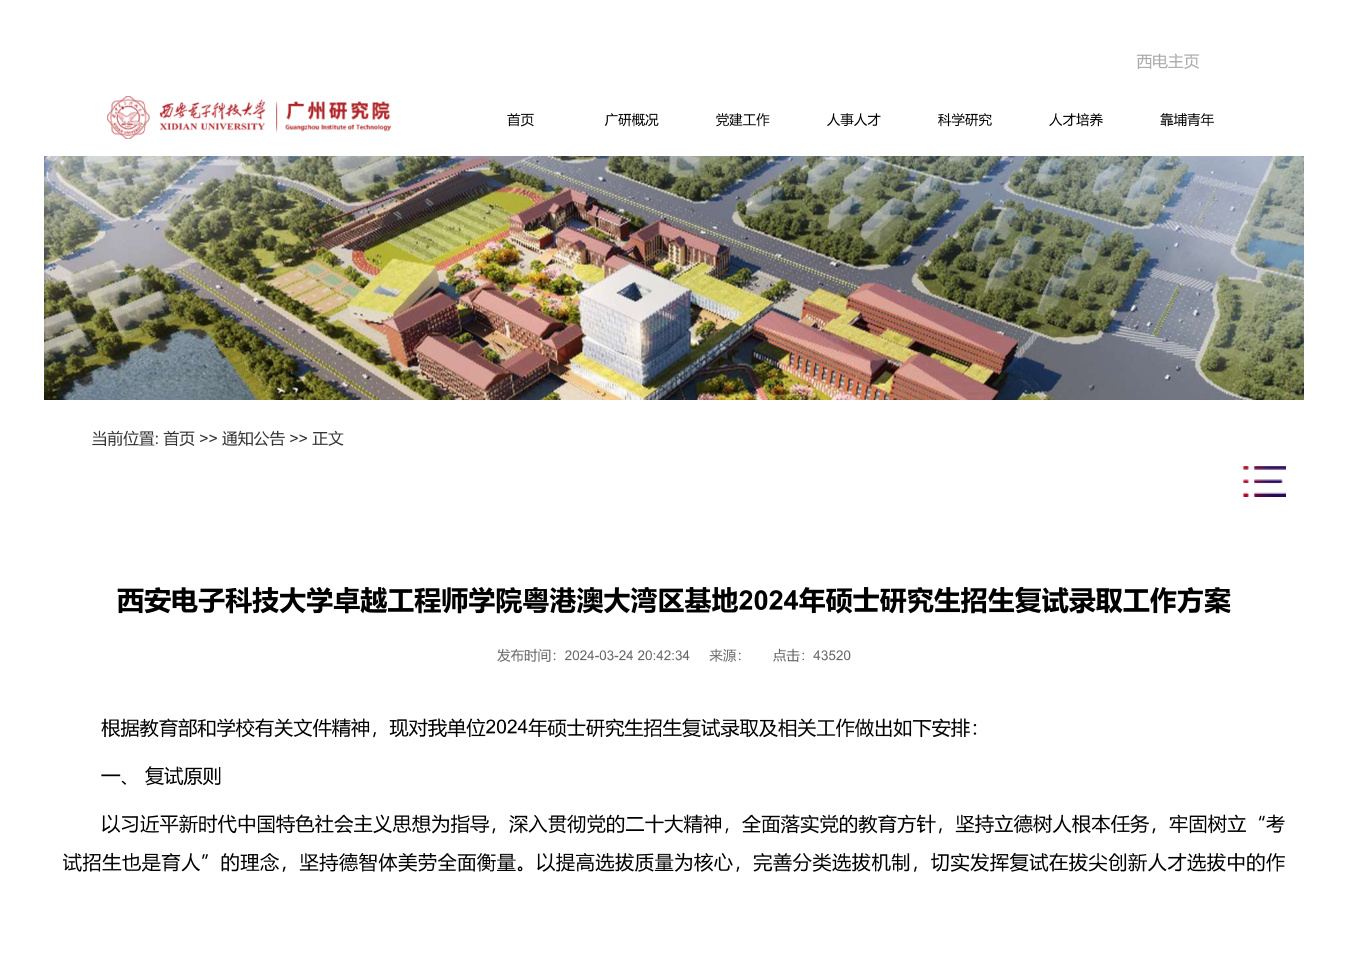 西电主页
西安电子科技大学 广州研究院
XIDIAN UNIVERSITY Guangzhou Institute of Technology
首页 广研概况 党建工作 人事人才 科学研究 人才培养 靠埔青年
当前位置: 首页 >> 通知公告 >> 正文
西安电子科技大学卓越工程师学院粤港澳大湾区基地2024年硕士研究生招生复试录取工作方案
发布时间：2024-03-24 20:42:34 来源： 点击：43520
根据教育部和学校有关文件精神，现对我单位2024年硕士研究生招生复试录取及相关工作做出如下安排：
一、 复试原则
以习近平新时代中国特色社会主义思想为指导，深入贯彻党的二十大精神，全面落实党的教育方针，坚持立德树人根本任务，牢固树立“考
试招生也是育人”的理念，坚持德智体美劳全面衡量。以提高选拔质量为核心，完善分类选拔机制，切实发挥复试在拔尖创新人才选拔中的作